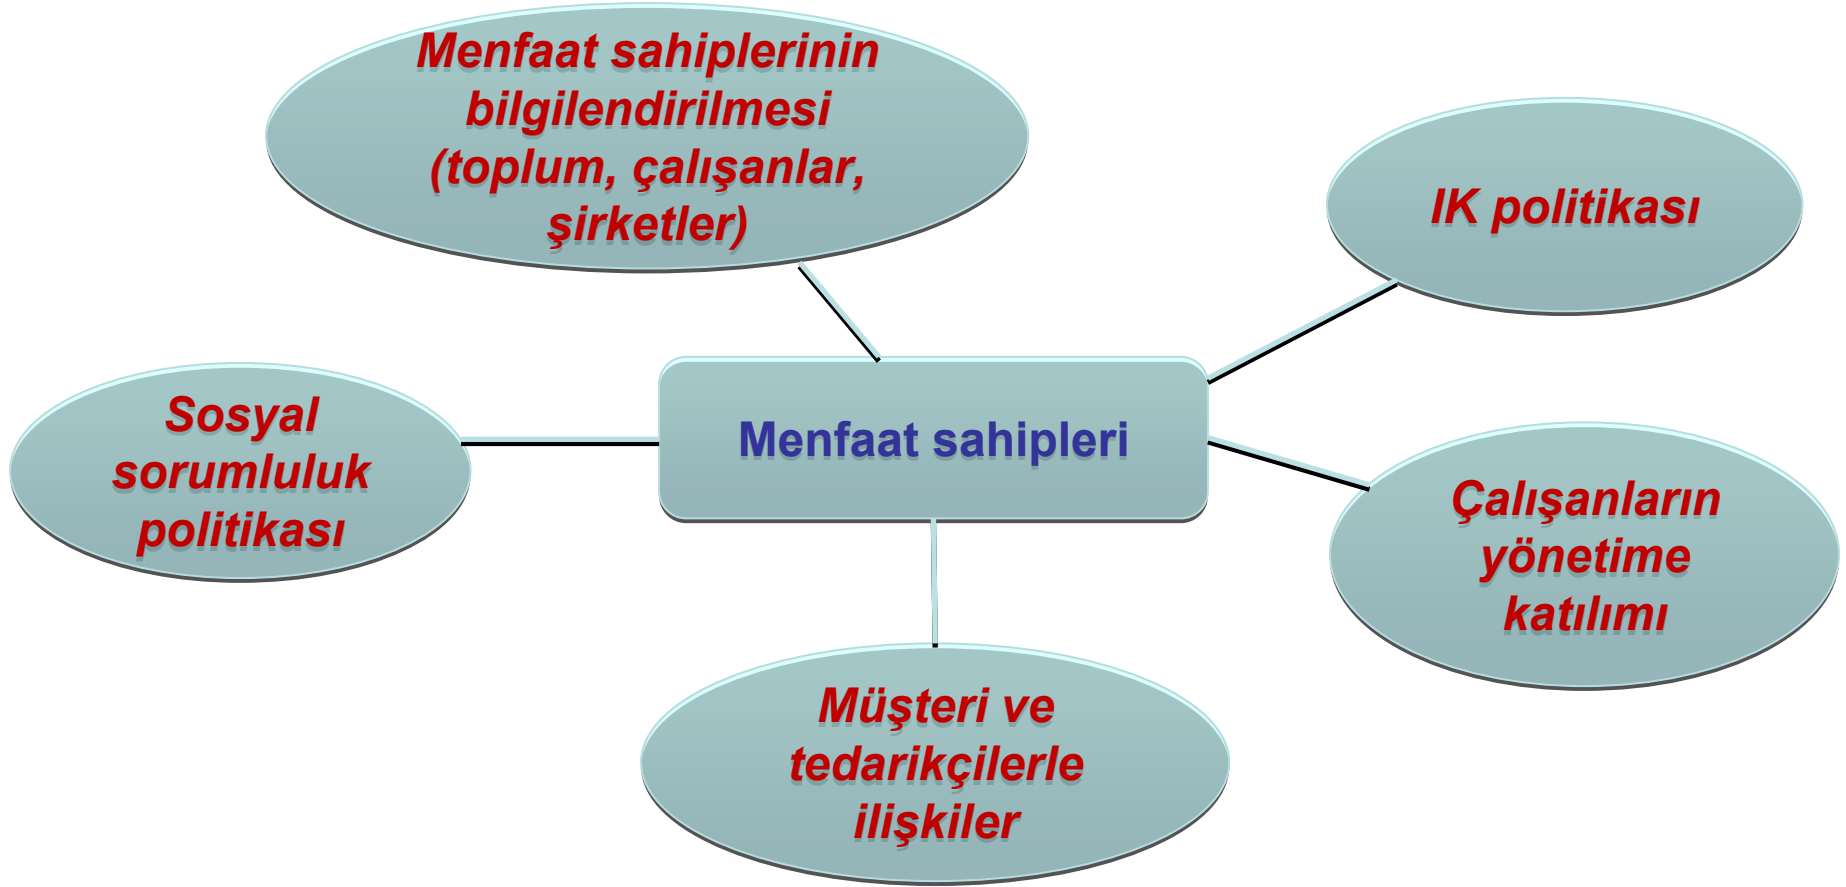 Menfaat sahiplerinin
bilgilendirilmesi
(toplum, çalışanlar,
şirketler)
IK politikası
Sosyal
sorumluluk
politikası
Menfaat sahipleri
Çalışanların
yönetime
katılımı
Müşteri ve
tedarikçilerle
ilişkiler